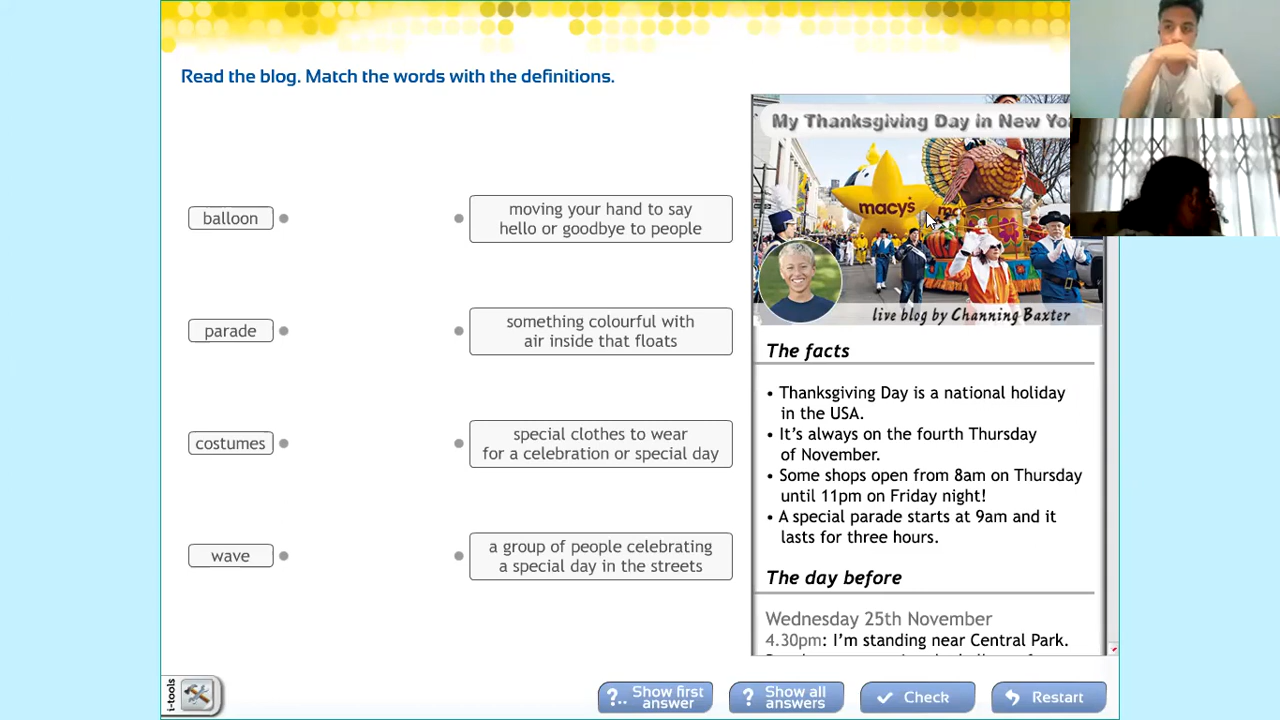 Read the blog. Match the words with the definitions.
balloon
parade
costumes
wave
moving your hand to say
hello or goodbye to people
something colourful with
air inside that floats
special clothes to wear
for a celebration or special day
a group of people celebrating
a special day in the streets
My Thanksgiving Day in New Yo
macy's
live blog by Channing Baxter
The facts
• Thanksgiving Day is a national holiday
in the USA.
• It's always on the fourth Thursday
of November.
• Some shops open from 8am on Thursday
until 11pm on Friday night!
• A special parade starts at 9am and it
lasts for three hours.
The day before
Wednesday 25th November
4.30pm: I'm standing near Central Park.
i-tools
?.. Show first
answer
? Show all
answers
Check
Restart